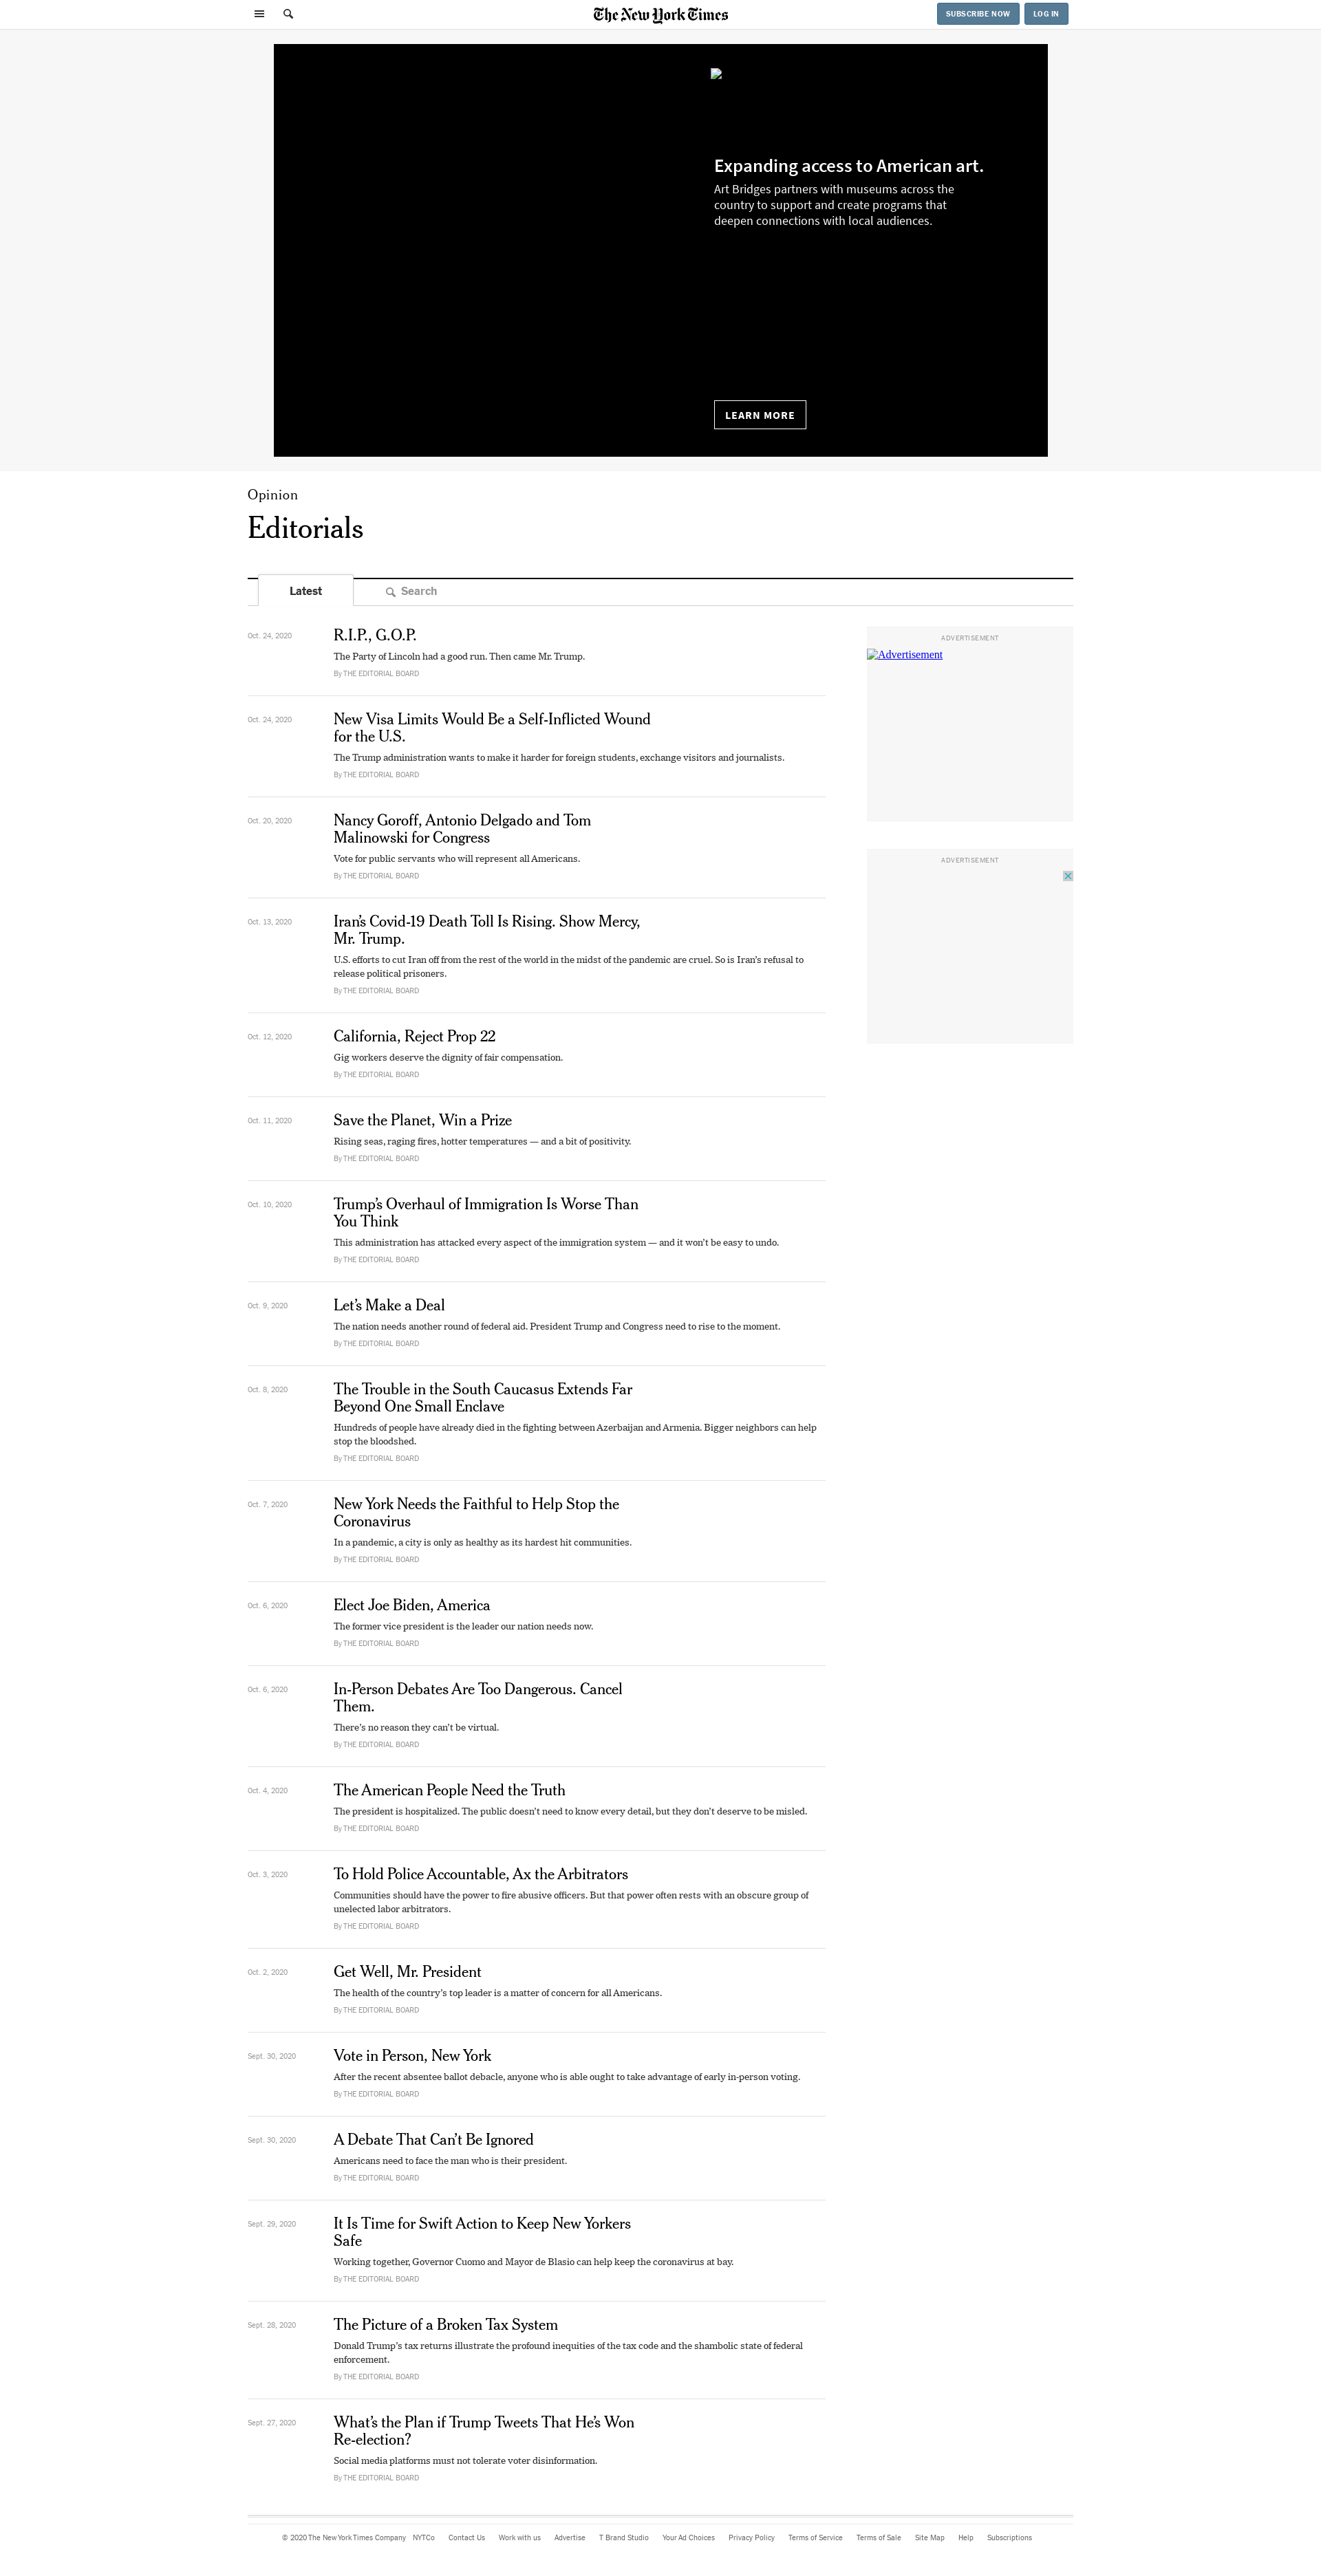 The New York Times
SUBSCRIBE NOW
LOG IN
Expanding access to American art.
Art Bridges partners with museums across the
country to support and create programs that
deepen connections with local audiences.
LEARN MORE
Opinion
Editorials
Latest
Search
Oct. 24, 2020
R.I.P., G.O.P.
The Party of Lincoln had a good run. Then came Mr. Trump.
By THE EDITORIAL BOARD
ADVERTISEMENT
Advertisement
Oct. 24, 2020
New Visa Limits Would Be a Self-Inflicted Wound
for the U.S.
The Trump administration wants to make it harder for foreign students, exchange visitors and journalists.
By THE EDITORIAL BOARD
Oct. 20, 2020
Nancy Goroff, Antonio Delgado and Tom
Malinowski for Congress
Vote for public servants who will represent all Americans.
By THE EDITORIAL BOARD
ADVERTISEMENT
Oct. 13, 2020
Iran’s Covid-19 Death Toll Is Rising. Show Mercy,
Mr. Trump.
U.S. efforts to cut Iran off from the rest of the world in the midst of the pandemic are cruel. So is Iran’s refusal to
release political prisoners.
By THE EDITORIAL BOARD
Oct. 12, 2020
California, Reject Prop 22
Gig workers deserve the dignity of fair compensation.
By THE EDITORIAL BOARD
Oct. 11, 2020
Save the Planet, Win a Prize
Rising seas, raging fires, hotter temperatures — and a bit of positivity.
By THE EDITORIAL BOARD
Oct. 10, 2020
Trump’s Overhaul of Immigration Is Worse Than
You Think
This administration has attacked every aspect of the immigration system — and it won’t be easy to undo.
By THE EDITORIAL BOARD
Oct. 9, 2020
Let’s Make a Deal
The nation needs another round of federal aid. President Trump and Congress need to rise to the moment.
By THE EDITORIAL BOARD
Oct. 8, 2020
The Trouble in the South Caucasus Extends Far
Beyond One Small Enclave
Hundreds of people have already died in the fighting between Azerbaijan and Armenia. Bigger neighbors can help
stop the bloodshed.
By THE EDITORIAL BOARD
Oct. 7, 2020
New York Needs the Faithful to Help Stop the
Coronavirus
In a pandemic, a city is only as healthy as its hardest hit communities.
By THE EDITORIAL BOARD
Oct. 6, 2020
Elect Joe Biden, America
The former vice president is the leader our nation needs now.
By THE EDITORIAL BOARD
Oct. 6, 2020
In-Person Debates Are Too Dangerous. Cancel
Them.
There’s no reason they can’t be virtual.
By THE EDITORIAL BOARD
Oct. 4, 2020
The American People Need the Truth
The president is hospitalized. The public doesn’t need to know every detail, but they don’t deserve to be misled.
By THE EDITORIAL BOARD
Oct. 3, 2020
To Hold Police Accountable, Ax the Arbitrators
Communities should have the power to fire abusive officers. But that power often rests with an obscure group of
unelected labor arbitrators.
By THE EDITORIAL BOARD
Oct. 2, 2020
Get Well, Mr. President
The health of the country’s top leader is a matter of concern for all Americans.
By THE EDITORIAL BOARD
Sept. 30, 2020
Vote in Person, New York
After the recent absentee ballot debacle, anyone who is able ought to take advantage of early in-person voting.
By THE EDITORIAL BOARD
Sept. 30, 2020
A Debate That Can’t Be Ignored
Americans need to face the man who is their president.
By THE EDITORIAL BOARD
Sept. 29, 2020
It Is Time for Swift Action to Keep New Yorkers
Safe
Working together, Governor Cuomo and Mayor de Blasio can help keep the coronavirus at bay.
By THE EDITORIAL BOARD
Sept. 28, 2020
The Picture of a Broken Tax System
Donald Trump’s tax returns illustrate the profound inequities of the tax code and the shambolic state of federal
enforcement.
By THE EDITORIAL BOARD
Sept. 27, 2020
What’s the Plan if Trump Tweets That He’s Won
Re-election?
Social media platforms must not tolerate voter disinformation.
By THE EDITORIAL BOARD
© 2020 The New York Times Company NYTCo Contact Us Work with us Advertise T Brand Studio Your Ad Choices Privacy Policy Terms of Service Terms of Sale Site Map Help Subscriptions